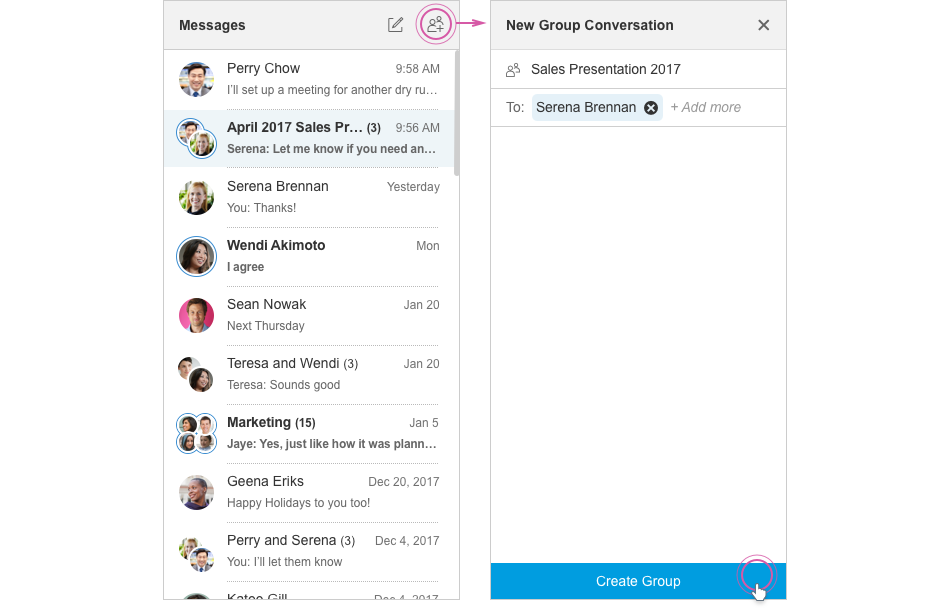 Messages
Perry Chow 9:58 AM
I'll set up a meeting for another dry ru...
April 2017 Sales Pr... (3) 9:56 AM
Serena: Let me know if you need an...
Serena Brennan Yesterday
You: Thanks!
Wendi Akimoto Mon
I agree
Sean Nowak Jan 20
Next Thursday
Teresa and Wendi (3) Jan 20
Teresa: Sounds good
Marketing (15) Jan 5
Jaye: Yes, just like how it was plann...
Geena Eriks Dec 20, 2017
Happy Holidays to you too!
Perry and Serena (3) Dec 4, 2017
You: I'll let them know
Katee Gill Dec 4, 2017
New Group Conversation
Sales Presentation 2017
To: Serena Brennan + Add more
Create Group